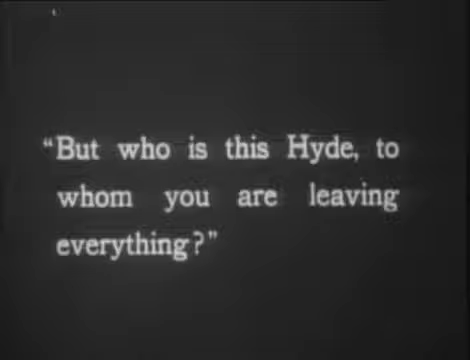 “But who is this Hyde, to
whom you are leaving
everything?”